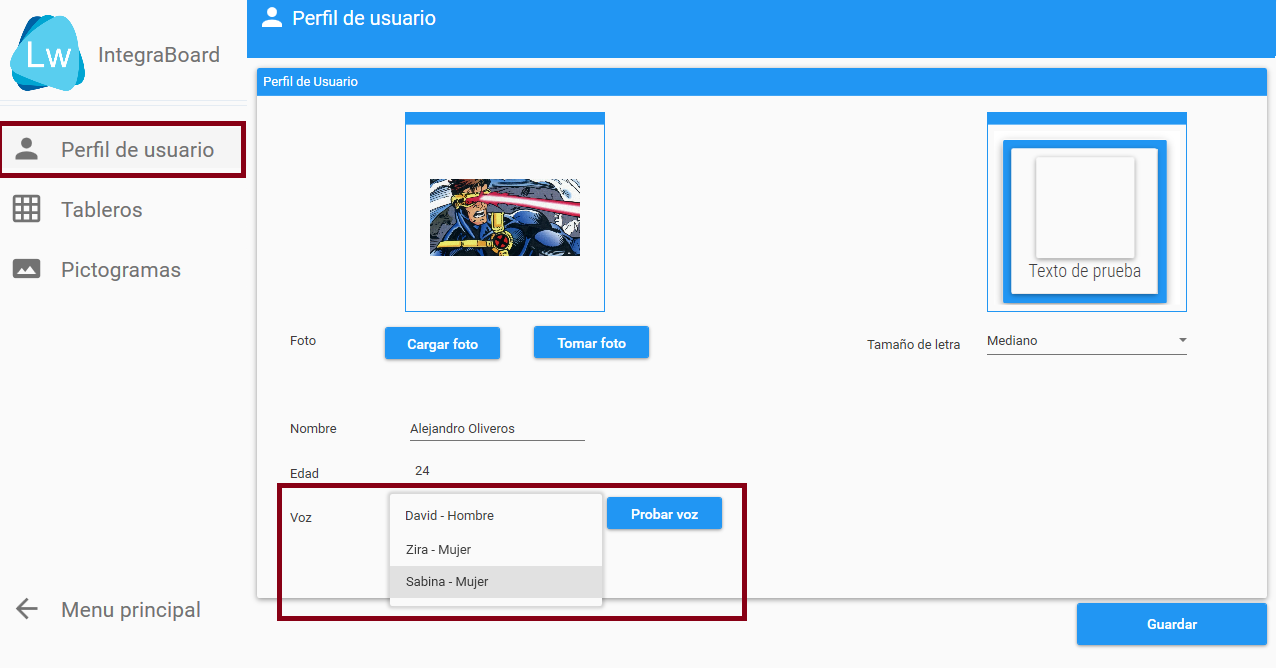 Lw IntegraBoard
Perfil de usuario
Tableros
Pictogramas
Menu principal
Perfil de usuario
Perfil de Usuario
Foto
Cargar foto
Tomar foto
Texto de prueba
Tamaño de letra
Mediano
Nombre
Alejandro Oliveros
Edad
24
Voz
David - Hombre
Zira - Mujer
Sabina - Mujer
Probar voz
Guardar